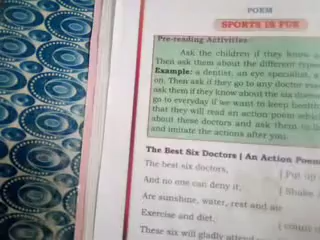 POEM
SPORTS IS FUN
Pre-reading Activities
Ask the children if they know
Then ask them about the different types
Example: a dentist, an eye specialist, a
on. Then ask if they go to any doctor
ask them if they know about the six
go to everyday if we want to keep
that they will read an action poem
about these doctors and ask them to
and imitate the actions after you.
The Best Six Doctors | An Action Poem
The best six doctors, [ Put up
And no one can deny it; [ Shake
Are sunshine, water, rest and air
Exercise and diet. [ count
These six will gladly attend